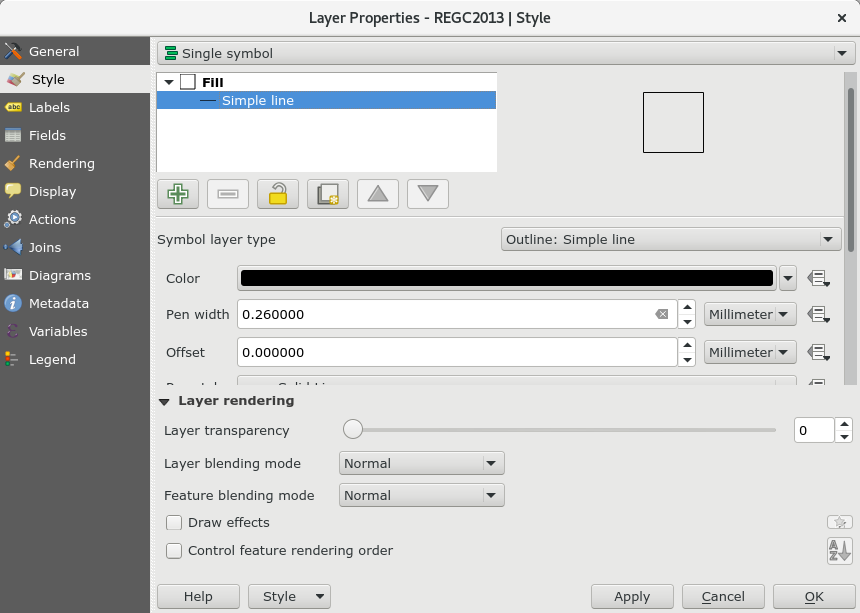 Layer Properties - REGC2013 | Style
General
Style
Labels
Fields
Rendering
Display
Actions
Joins
Diagrams
Metadata
Variables
Legend
Single symbol
Fill
Simple line
Symbol layer type
Outline: Simple line
Color
Pen width
0.260000
Millimeter
Offset
0.000000
Millimeter
Layer rendering
Layer transparency
0
Layer blending mode
Normal
Feature blending mode
Normal
Draw effects
Control feature rendering order
Help
Style
Apply
Cancel
OK